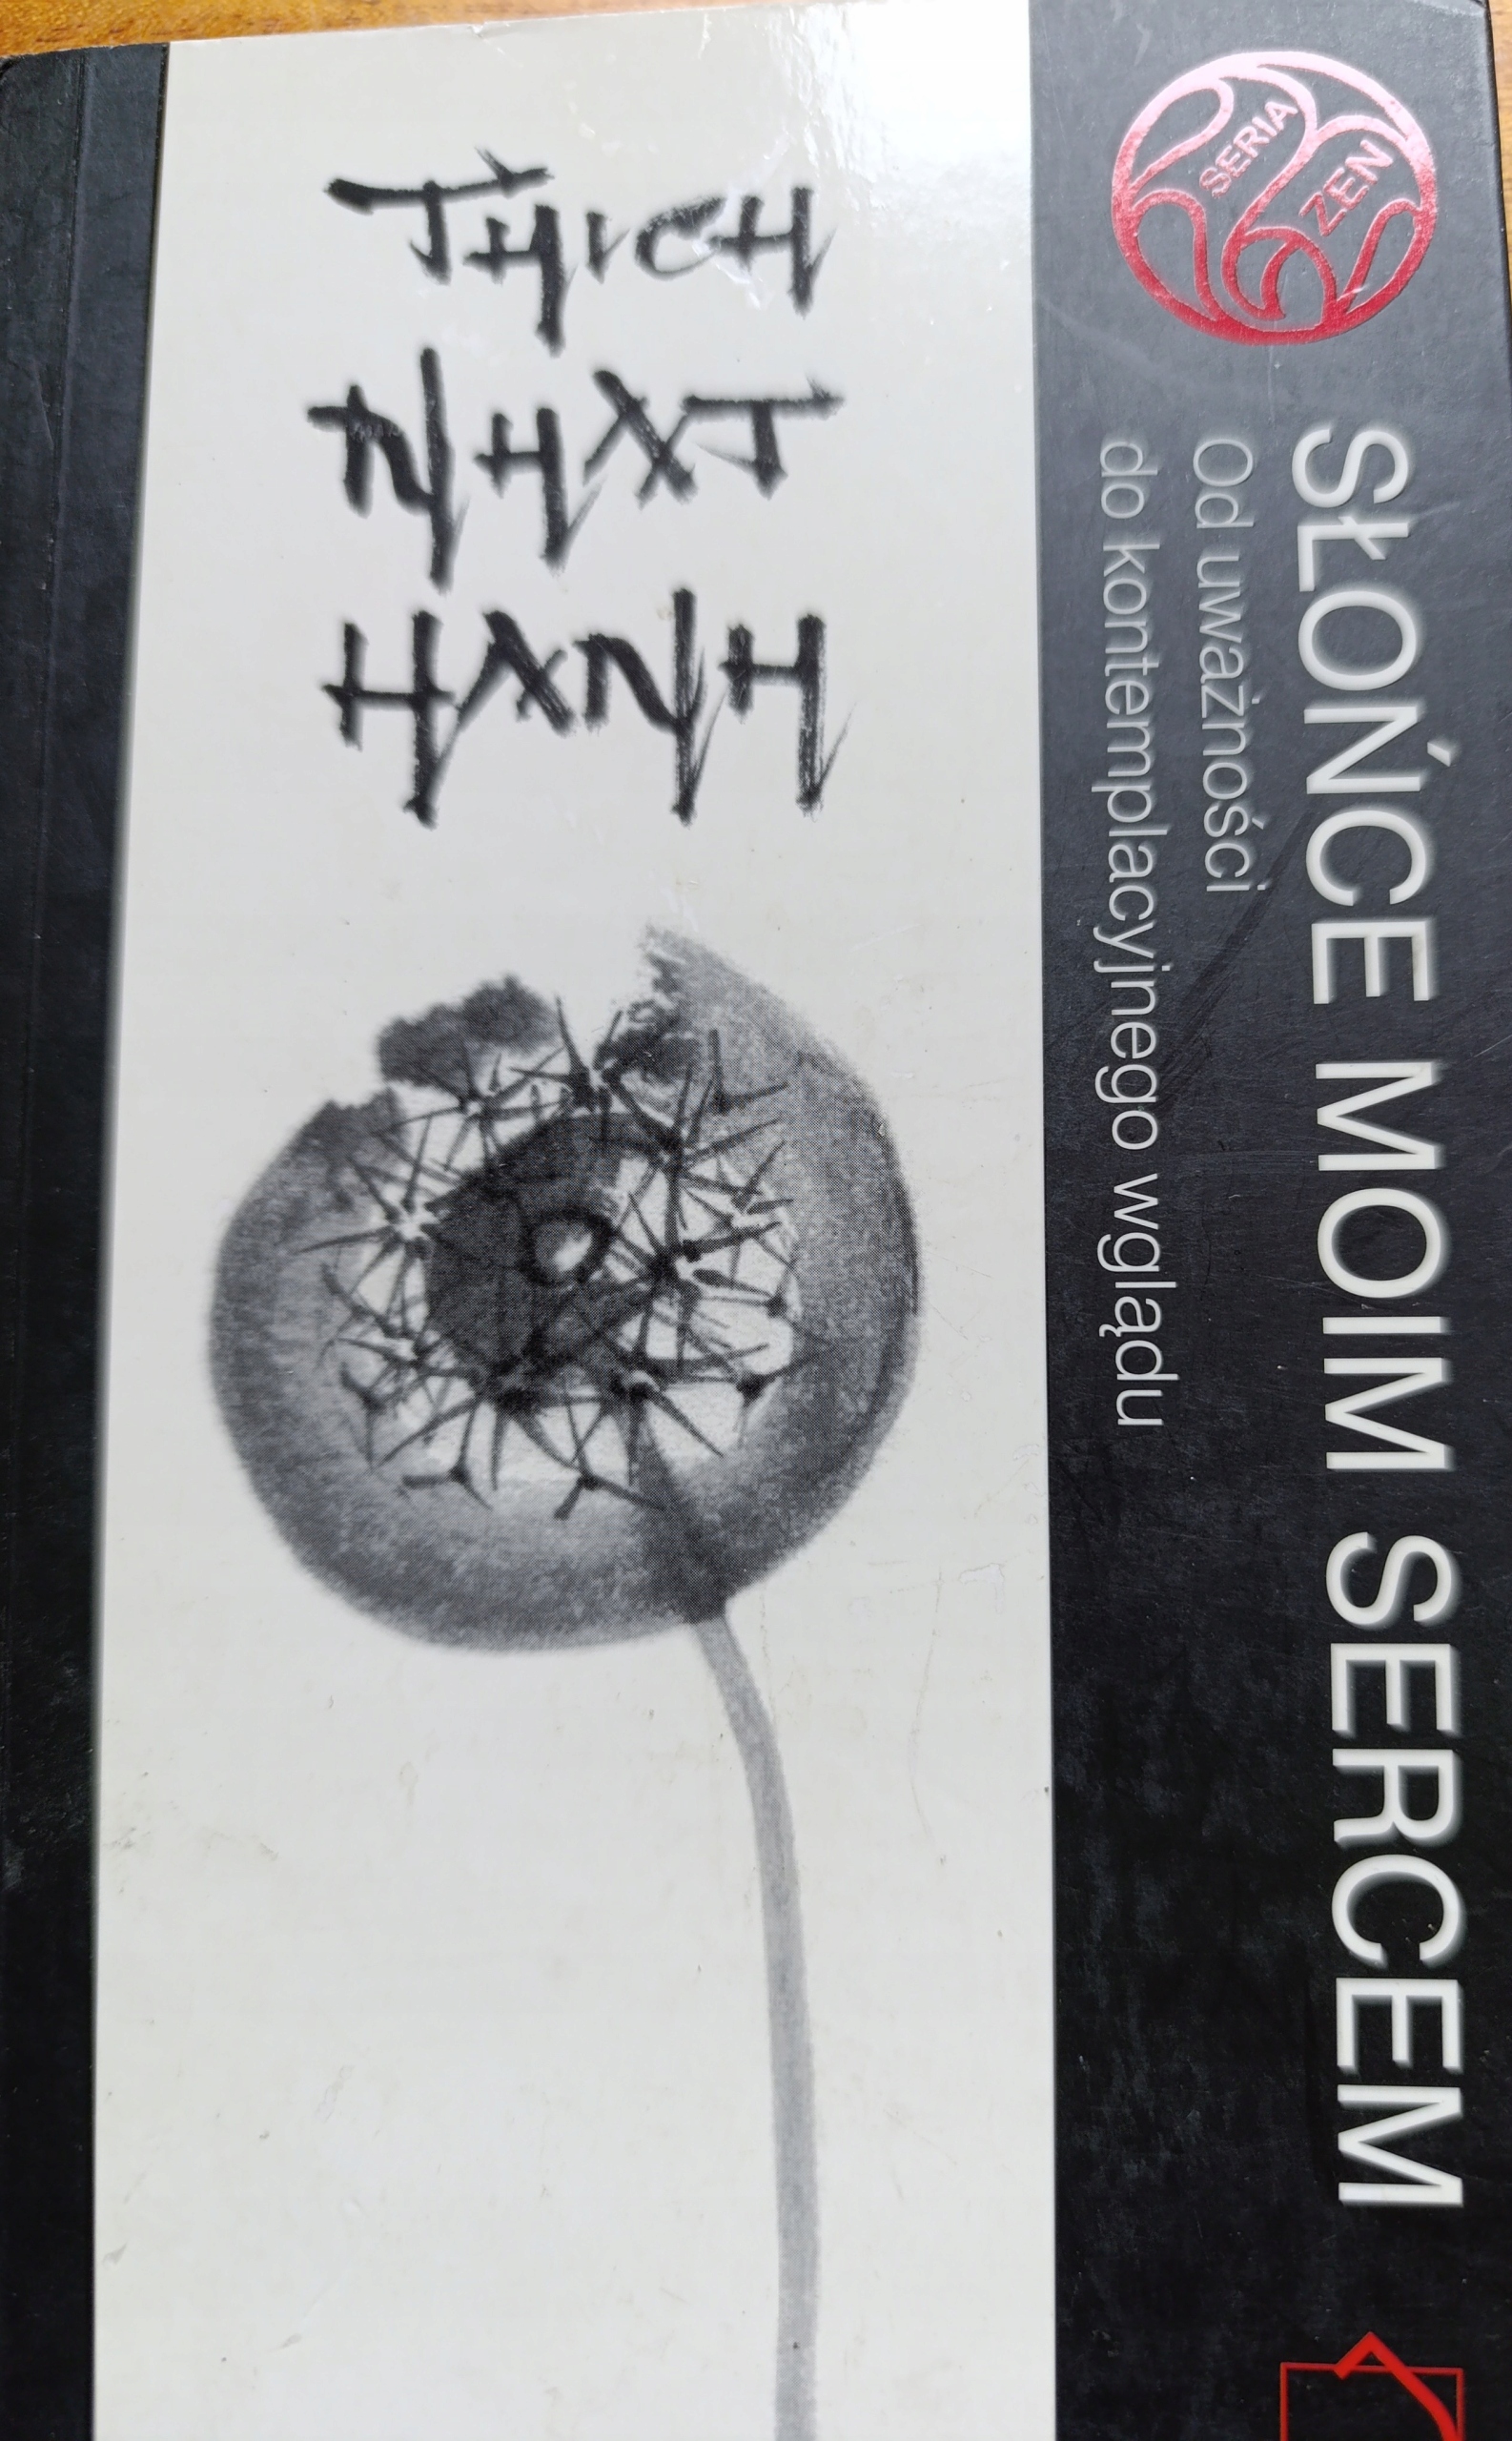 SERIA
ZEN
SŁOŃCE MOIM SERCEM
Od uważności
do kontemplacyjnego wglądu
THICH
NHAT
HANH